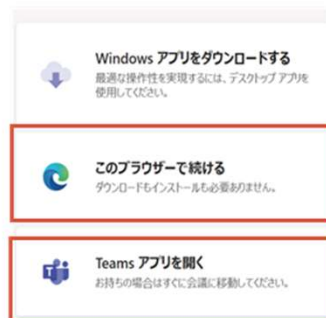 Windows アプリをダウンロードする
最適な操作性を実現するには、デスクトップ アプリを
使用してください。
このブラウザーで続ける
ダウンロードもインストールも必要ありません。
Teams アプリを開く
お持ちの場合はすぐに会議に移動してください。